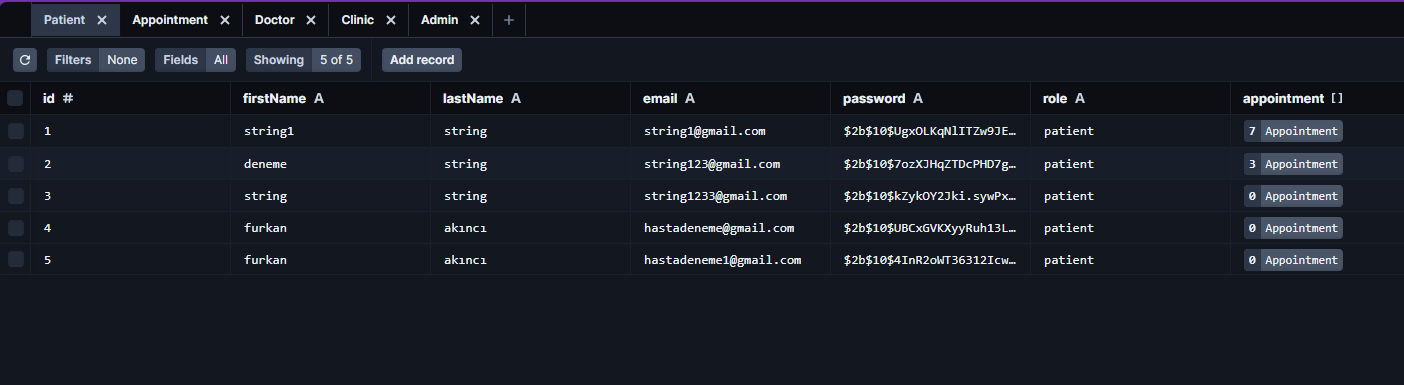 Patient Appointment Doctor Clinic Admin
Filters None Fields All Showing 5 of 5 Add record
id # firstName A lastName A email A password A role A appointment []
1 string1 string string1@gmail.com $2b$10$UgxOLKqNlITZw9JE… patient 7 Appointment
2 deneme string string123@gmail.com $2b$10$7ozXJHqZTDcPHD7g… patient 3 Appointment
3 string string string1233@gmail.com $2b$10$kZykOY2Jki.sywPx… patient 0 Appointment
4 furkan akıncı hastadeneme@gmail.com $2b$10$UBCxGVKXyyRuh13L… patient 0 Appointment
5 furkan akıncı hastadeneme1@gmail.com $2b$10$4InR2oWT36312Icw… patient 0 Appointment